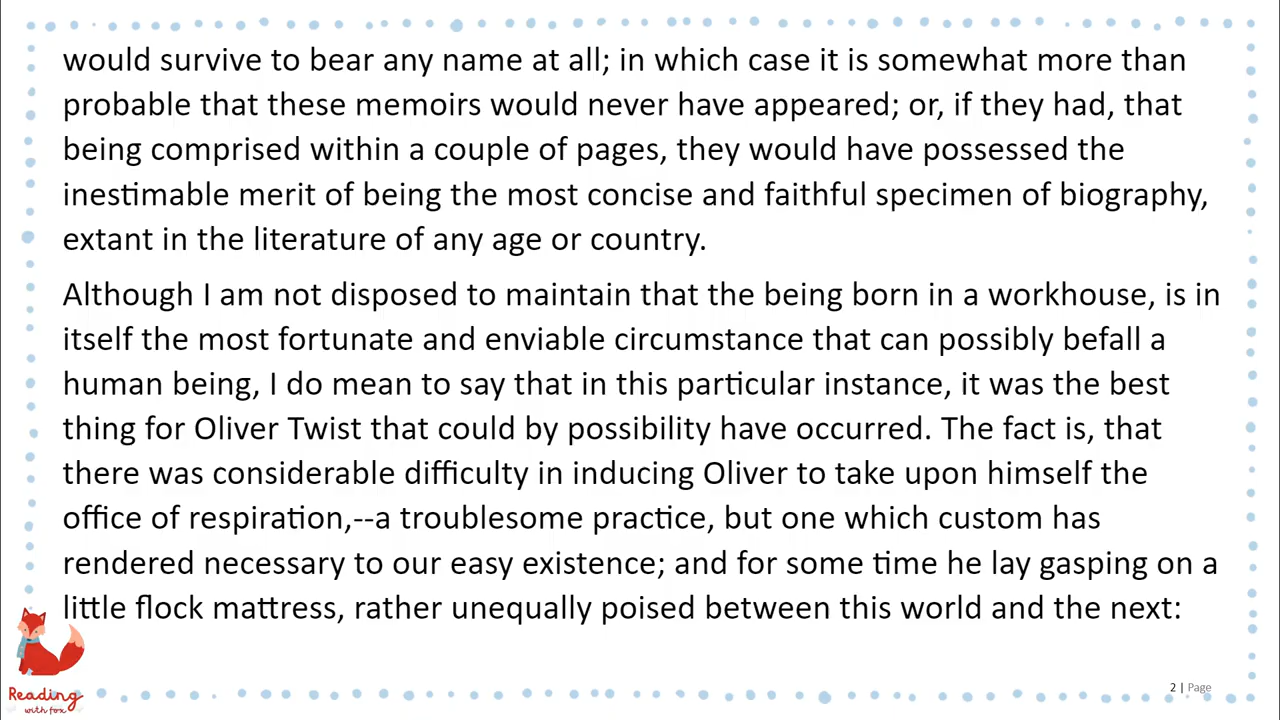 would survive to bear any name at all; in which case it is somewhat more than
probable that these memoirs would never have appeared; or, if they had, that
being comprised within a couple of pages, they would have possessed the
inestimable merit of being the most concise and faithful specimen of biography,
extant in the literature of any age or country.
Although I am not disposed to maintain that the being born in a workhouse, is in
itself the most fortunate and enviable circumstance that can possibly befall a
human being, I do mean to say that in this particular instance, it was the best
thing for Oliver Twist that could by possibility have occurred. The fact is, that
there was considerable difficulty in inducing Oliver to take upon himself the
office of respiration,--a troublesome practice, but one which custom has
rendered necessary to our easy existence; and for some time he lay gasping on a
little flock mattress, rather unequally poised between this world and the next:
2 | Page
Reading
with fox